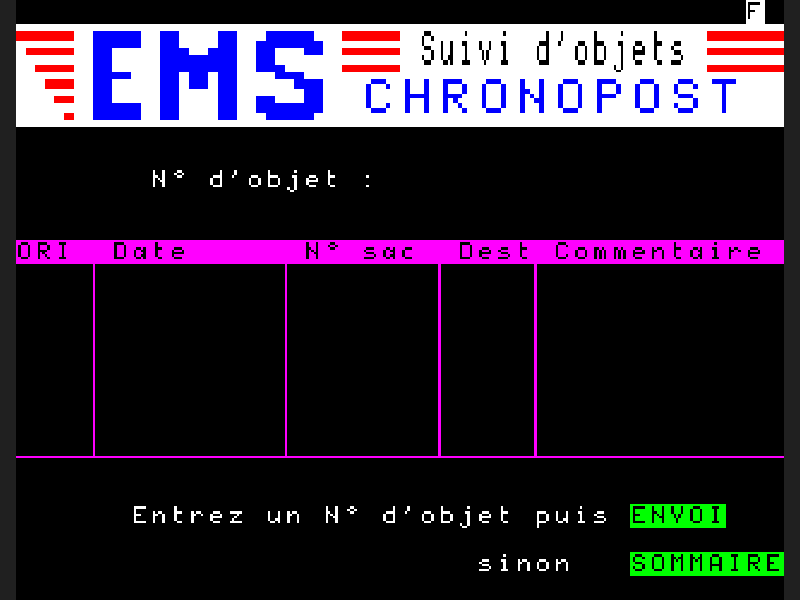 F
EMS Suivi d'objets
CHRONOPOST
N° d'objet :
ORI Date N° sac Dest Commentaire
Entrez un N° d'objet puis ENVOI
sinon SOMMAIRE